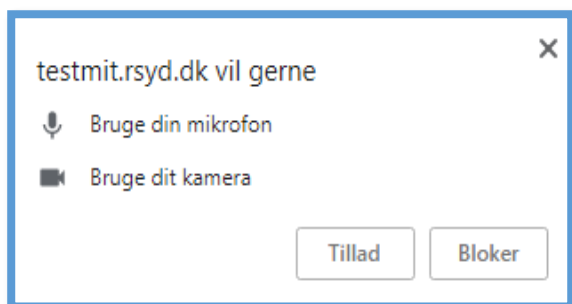 testmit.rsyd.dk vil gerne
Bruge din mikrofon
Bruge dit kamera
Tillad Bloker